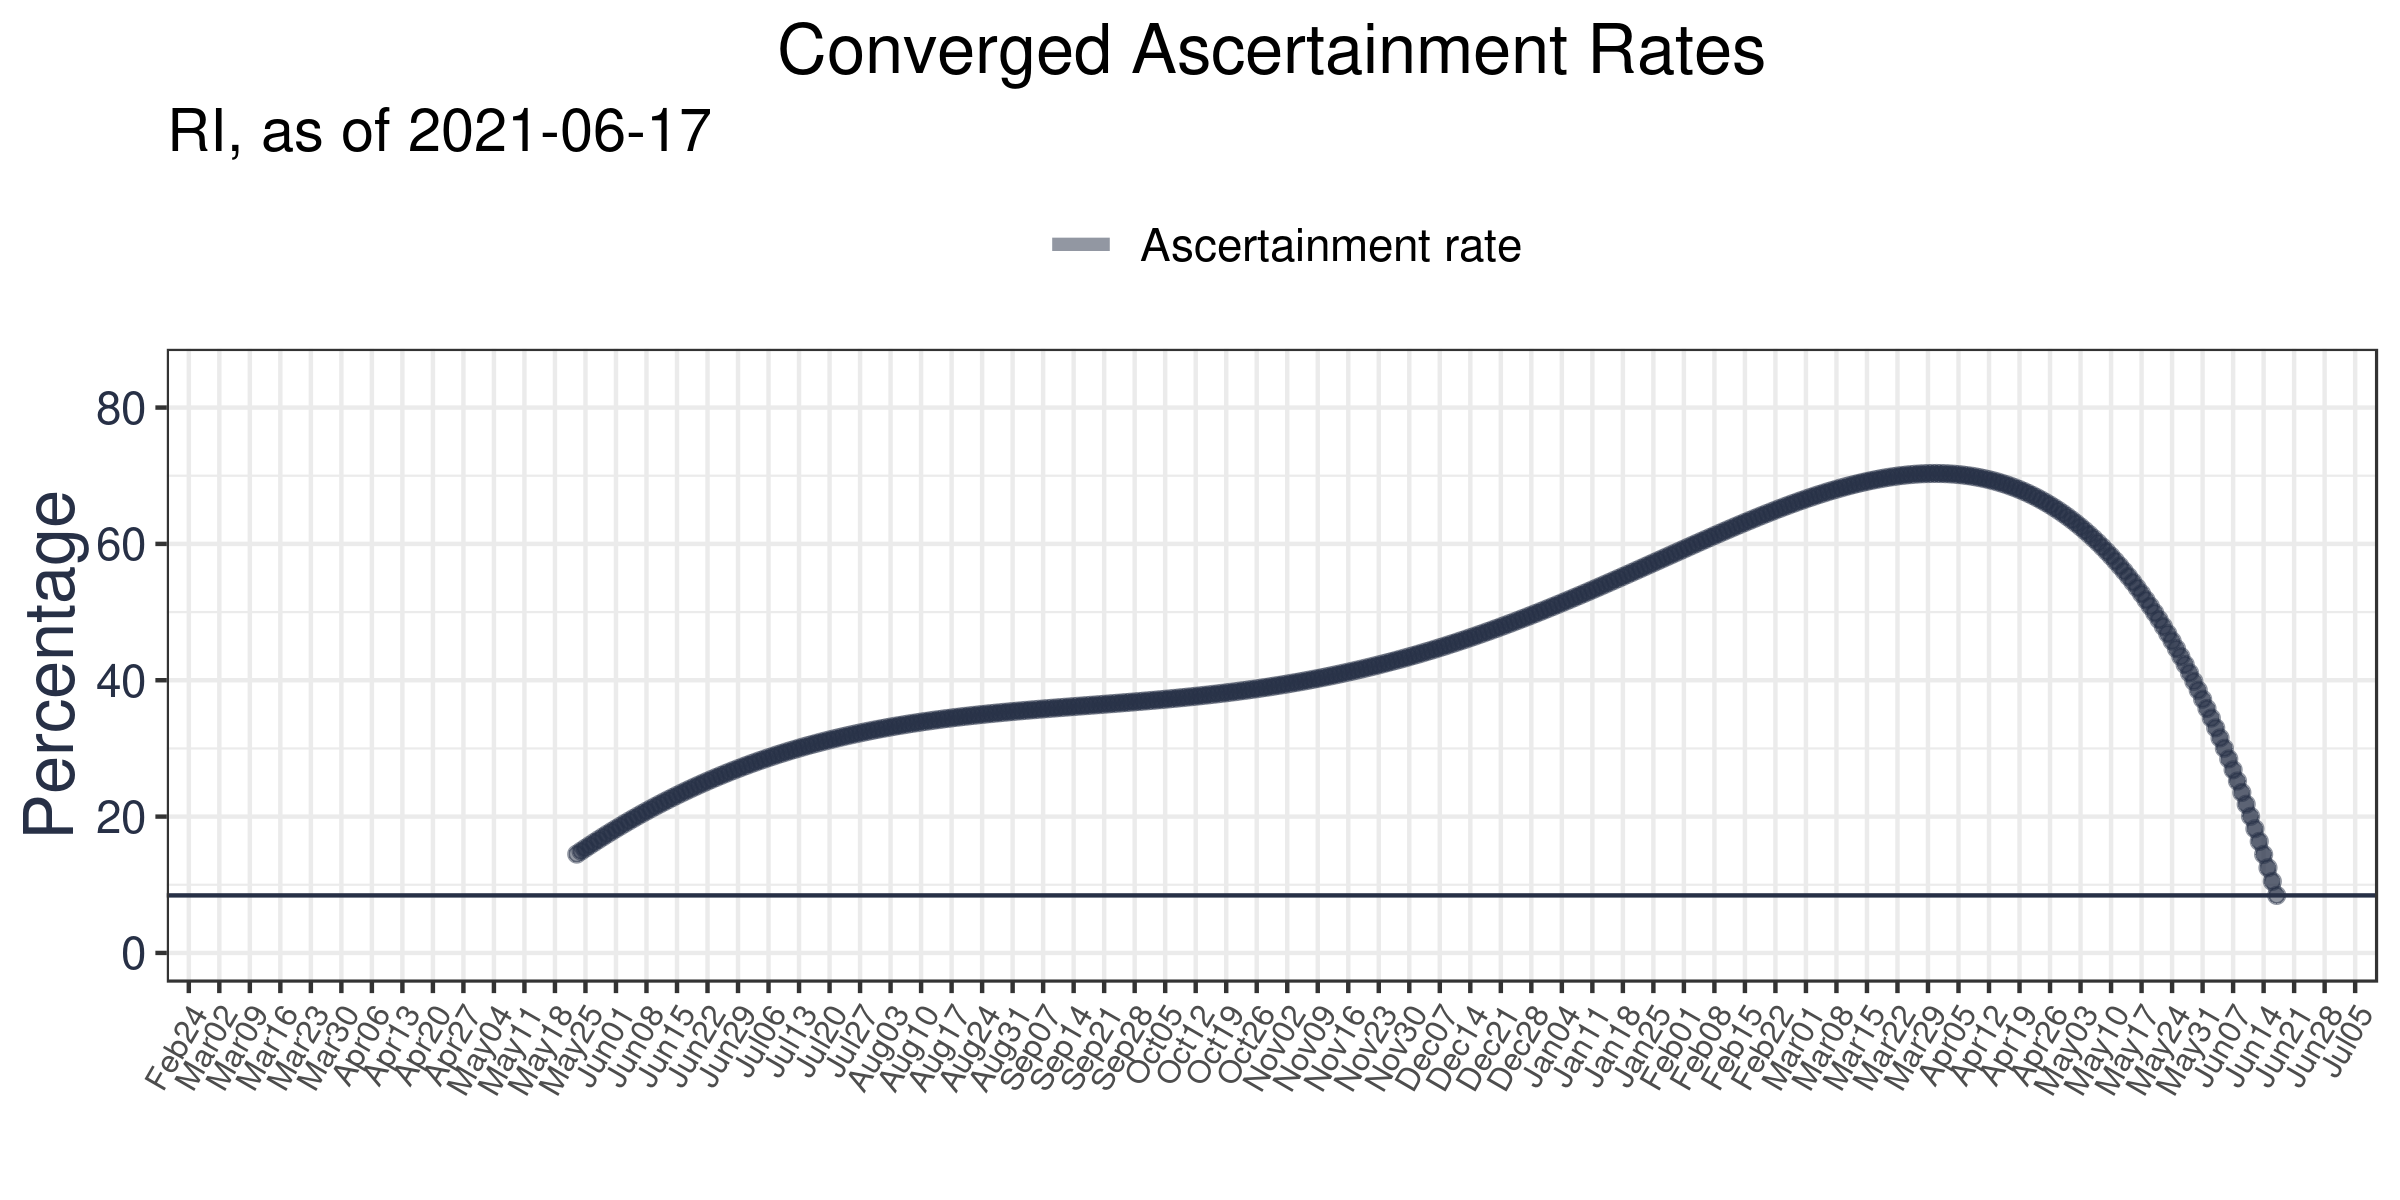 Converged Ascertainment Rates
RI, as of 2021-06-17
Ascertainment rate
Percentage
80
60
40
20
0
Feb24 Mar02 Mar09 Mar16 Mar23 Mar30 Apr06 Apr13 Apr20 Apr27 May04 May11 May18 May25 Jun01 Jun08 Jun15 Jun22 Jun29 Jul06 Jul13 Jul20 Jul27 Aug03 Aug10 Aug17 Aug24 Aug31 Sep07 Sep14 Sep21 Sep28 Oct05 Oct12 Oct19 Oct26 Nov02 Nov09 Nov16 Nov23 Nov30 Dec07 Dec14 Dec21 Dec28 Jan04 Jan11 Jan18 Jan25 Feb01 Feb08 Feb15 Feb22 Mar01 Mar08 Mar15 Mar22 Mar29 Apr05 Apr12 Apr19 Apr26 May03 May10 May17 May24 May31 Jun07 Jun14 Jun21 Jun28 Jul05